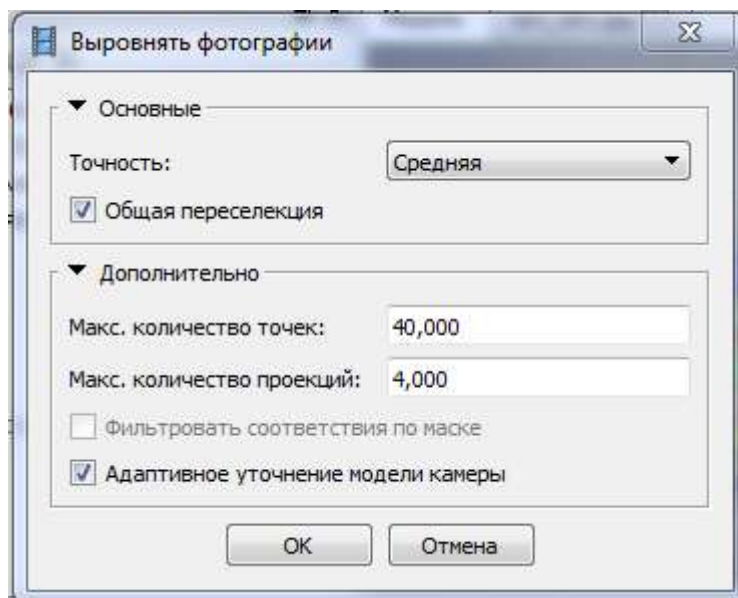 Выровнять фотографии
Основные
Точность: Средняя
Общая переселекция
Дополнительно
Макс. количество точек: 40,000
Макс. количество проекций: 4,000
Фильтровать соответствия по маске
Адаптивное уточнение модели камеры
OK Отмена